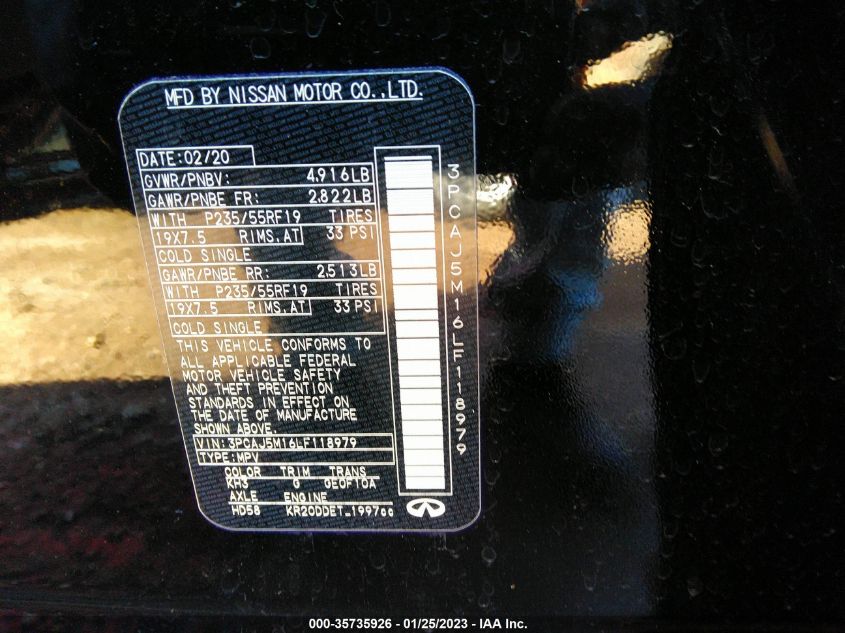 MFD BY NISSAN MOTOR CO.,LTD.
DATE:02/20
GVWR/PNBV: 4,916LB
GAWR/PNBE FR: 2,822LB
WITH P235/55RF19 TIRES
19X7.5 RIMS,AT 33 PSI
COLD SINGLE
GAWR/PNBE RR: 2,513LB
WITH P235/55RF19 TIRES
19X7.5 RIMS,AT 33 PSI
COLD SINGLE
THIS VEHICLE CONFORMS TO
ALL APPLICABLE FEDERAL
MOTOR VEHICLE SAFETY
AND THEFT PREVENTION
STANDARDS IN EFFECT ON
THE DATE OF MANUFACTURE
SHOWN ABOVE.
VIN:3PCAJ5M16LF118979
TYPE:MPV
COLOR TRIM TRANS
KH3 G GE0F10A
AXLE ENGINE
HD58 KR20DDET_1997cc
3PCAJ5M16LF118979
000-35735926 - 01/25/2023 - IAA Inc.